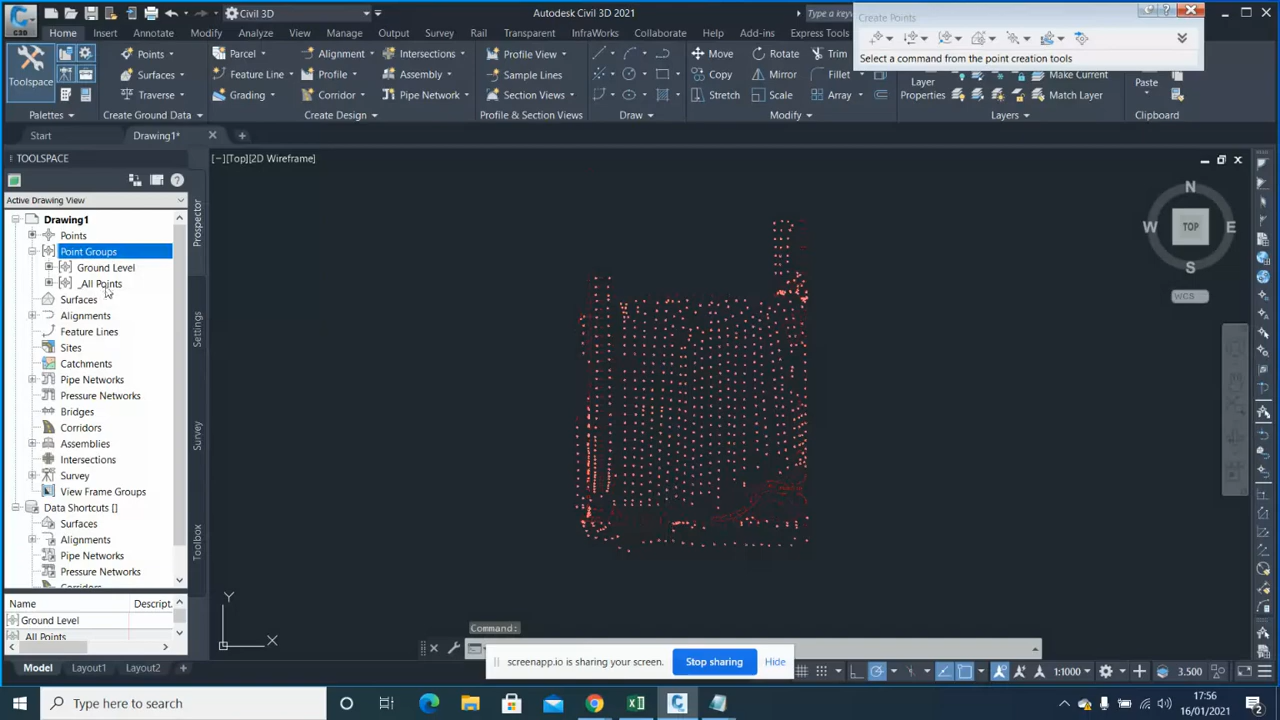 C3D
Civil 3D
Autodesk Civil 3D 2021
Type a key
Create Points
Select a command from the point creation tools
Home Insert Annotate Modify Analyze View Manage Output Survey Rail Transparent InfraWorks Collaborate Help Add-ins Express Tools
Toolspace
Points
Surfaces
Traverse
Parcel
Feature Line
Grading
Alignment
Profile
Corridor
Intersections
Assembly
Pipe Network
Profile View
Sample Lines
Section Views
Move
Copy
Stretch
Rotate
Mirror
Scale
Trim
Fillet
Array
Layer
Properties
Make Current
Match Layer
Paste
Palettes Create Ground Data Create Design Profile & Section Views Draw Modify Layers Clipboard
Start Drawing1*
TOOLSPACE
[−][Top][2D Wireframe]
Active Drawing View
Drawing1
Points
Point Groups
Ground Level
_All Points
Surfaces
Alignments
Feature Lines
Sites
Catchments
Pipe Networks
Pressure Networks
Bridges
Corridors
Assemblies
Intersections
Survey
View Frame Groups
Data Shortcuts []
Surfaces
Alignments
Pipe Networks
Pressure Networks
Corridors
Prospector
Settings
Survey
Toolbox
Name Descript.
Ground Level
_All Points
N
W TOP E
S
WCS
Y
X
Command:
screenapp.io is sharing your screen. Stop sharing Hide
Model Layout1 Layout2
1:1000 3.500
Type here to search
17:56
16/01/2021
2